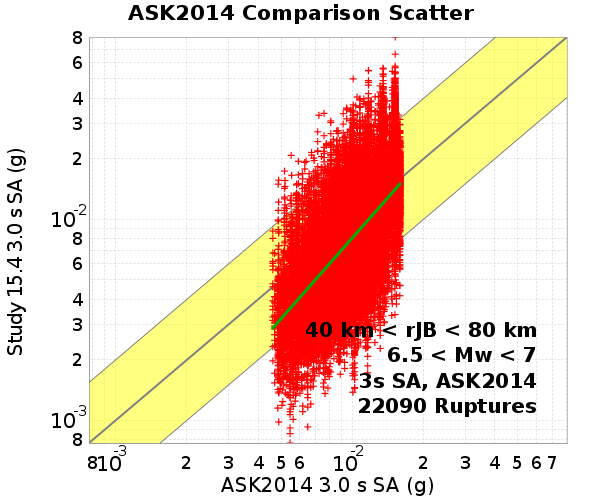 ASK2014 Comparison Scatter
8
6
4
3
2
10-2
8
6
4
3
2
10-3
8
Study 15.4 3.0 s SA (g)
40 km < rJB < 80 km
6.5 < Mw < 7
3s SA, ASK2014
22090 Ruptures
8 10-3 2 3 4 5 6 10-2 2 3 4 5 6 7
ASK2014 3.0 s SA (g)